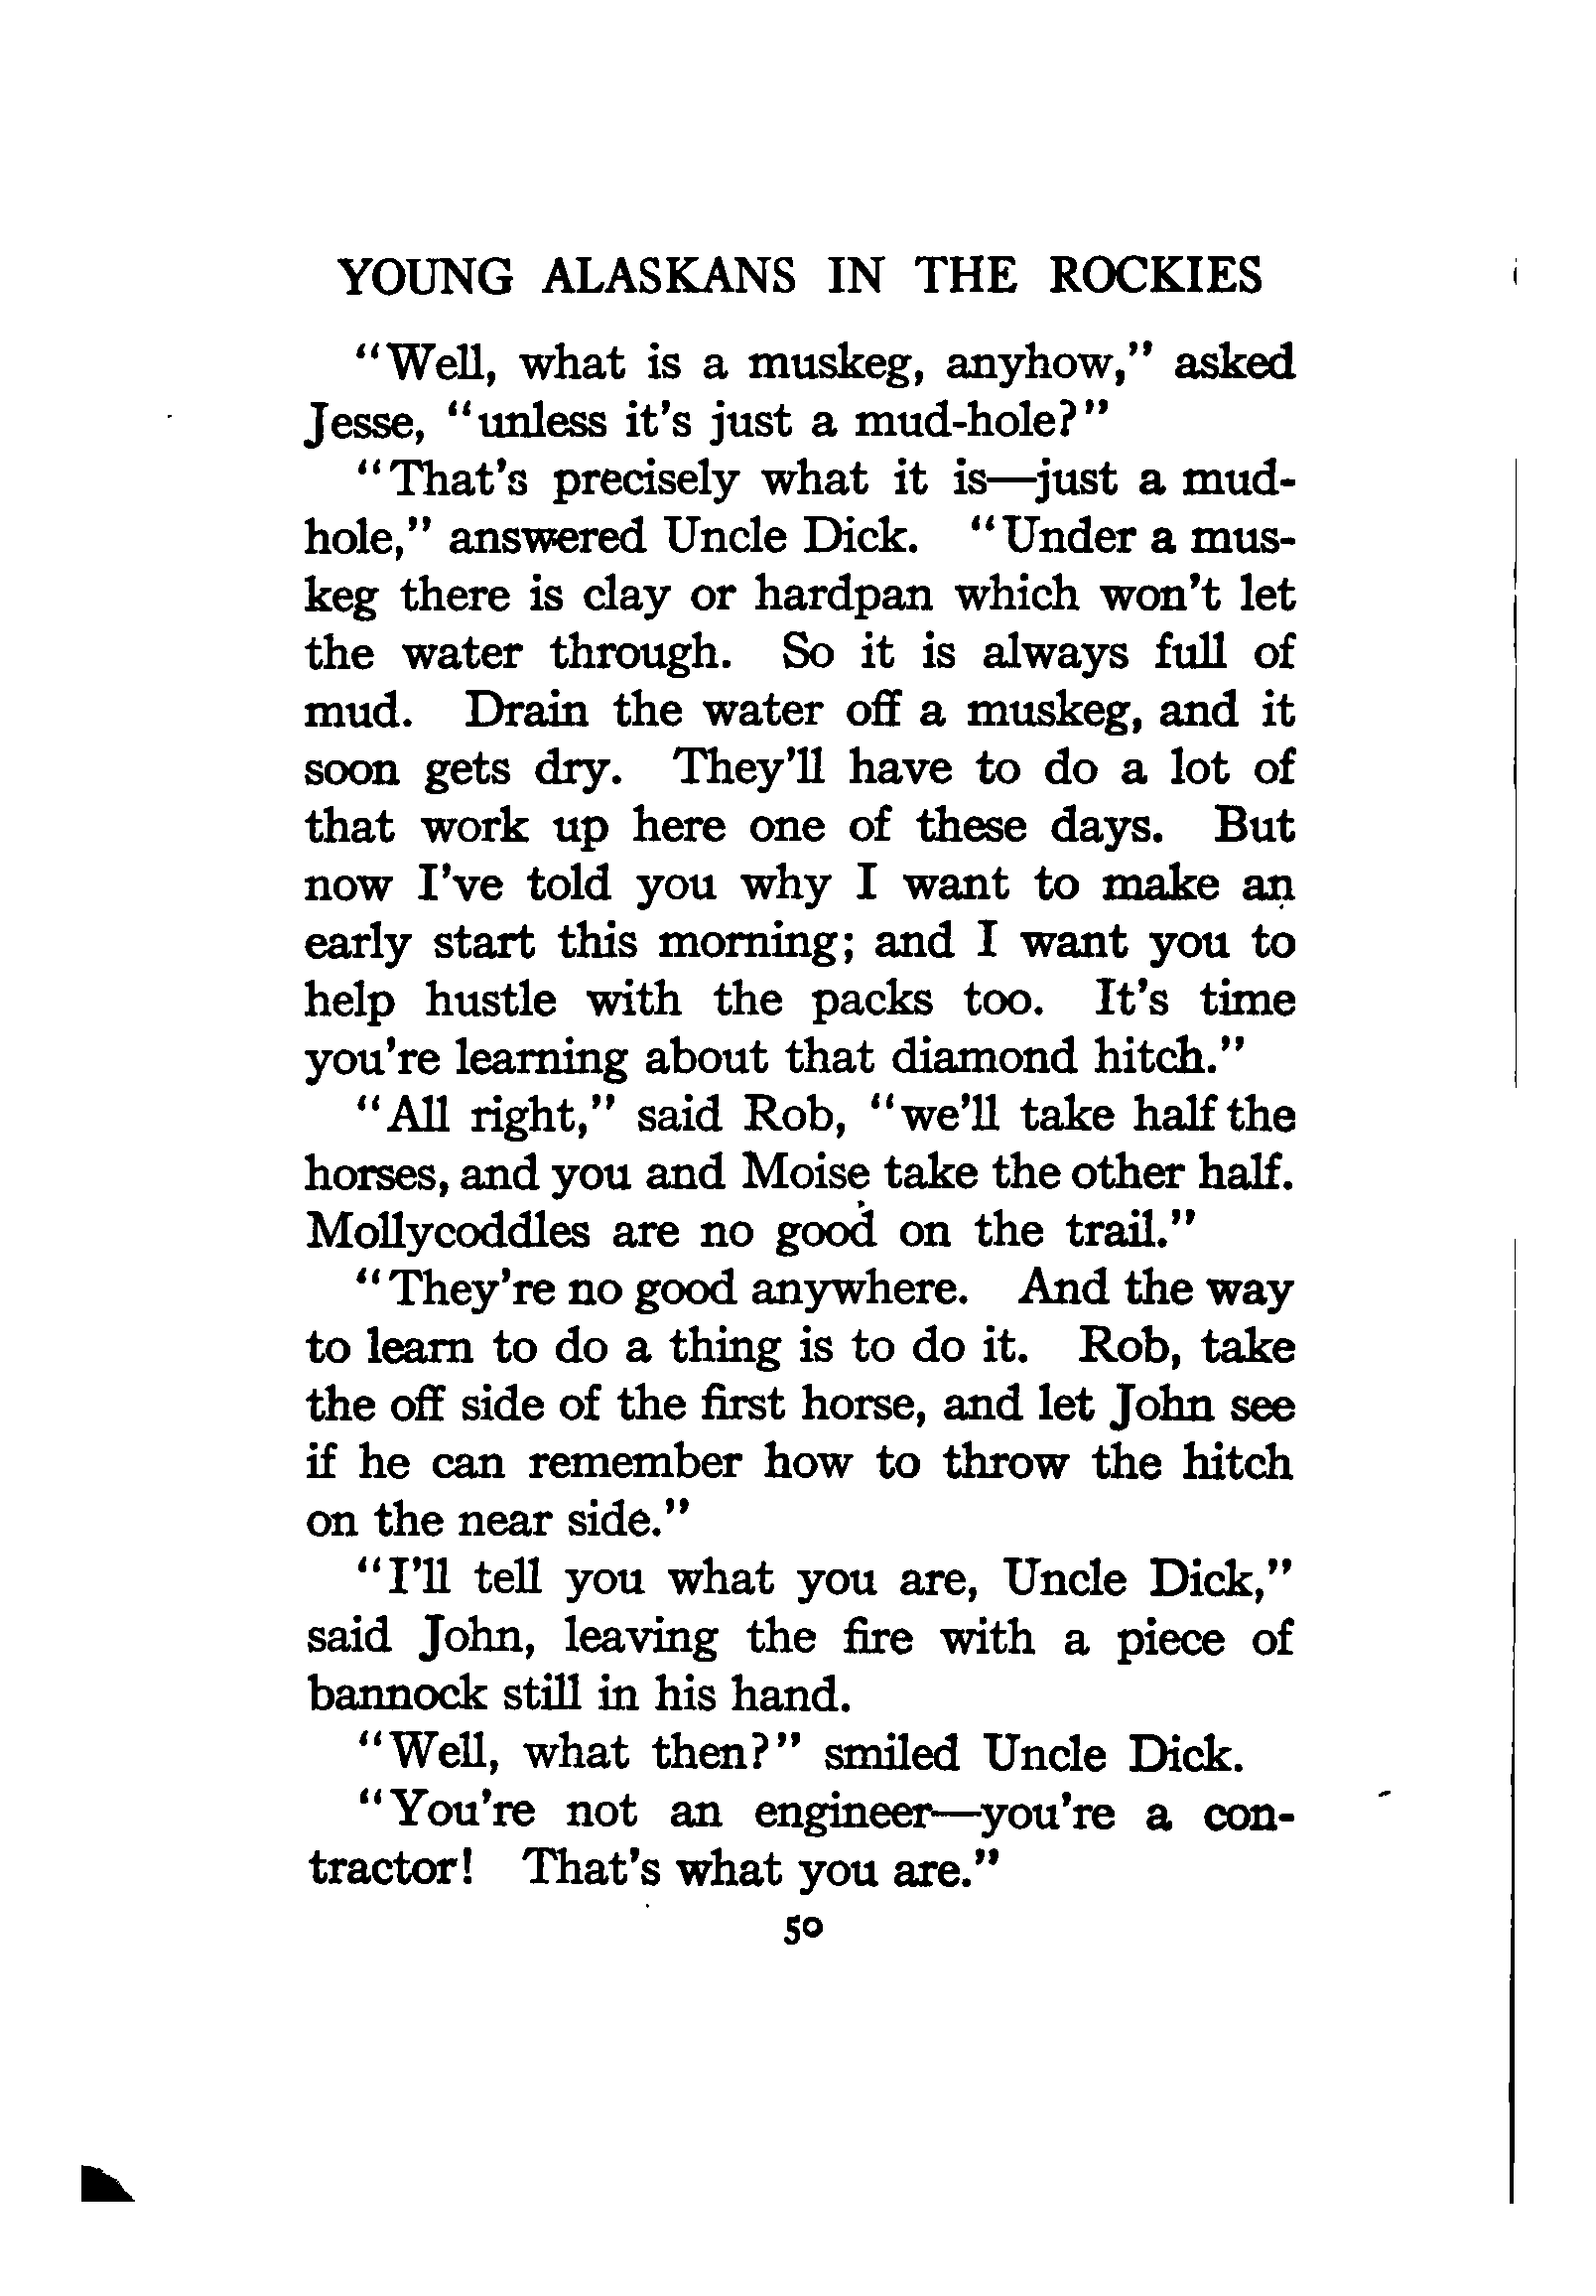 YOUNG ALASKANS IN THE ROCKIES
"Well, what is a muskeg, anyhow," asked
Jesse, "unless it's just a mud-hole?"
"That's precisely what it is—just a mud-
hole," answered Uncle Dick. "Under a mus-
keg there is clay or hardpan which won't let
the water through. So it is always full of
mud. Drain the water off a muskeg, and it
soon gets dry. They'll have to do a lot of
that work up here one of these days. But
now I've told you why I want to make an
early start this morning; and I want you to
help hustle with the packs too. It's time
you're learning about that diamond hitch."
"All right," said Rob, "we'll take half the
horses, and you and Moise take the other half.
Mollycoddles are no good on the trail."
"They're no good anywhere. And the way
to learn to do a thing is to do it. Rob, take
the off side of the first horse, and let John see
if he can remember how to throw the hitch
on the near side."
"I'll tell you what you are, Uncle Dick,"
said John, leaving the fire with a piece of
bannock still in his hand.
"Well, what then?" smiled Uncle Dick.
"You're not an engineer—you're a con-
tractor! That's what you are."
50